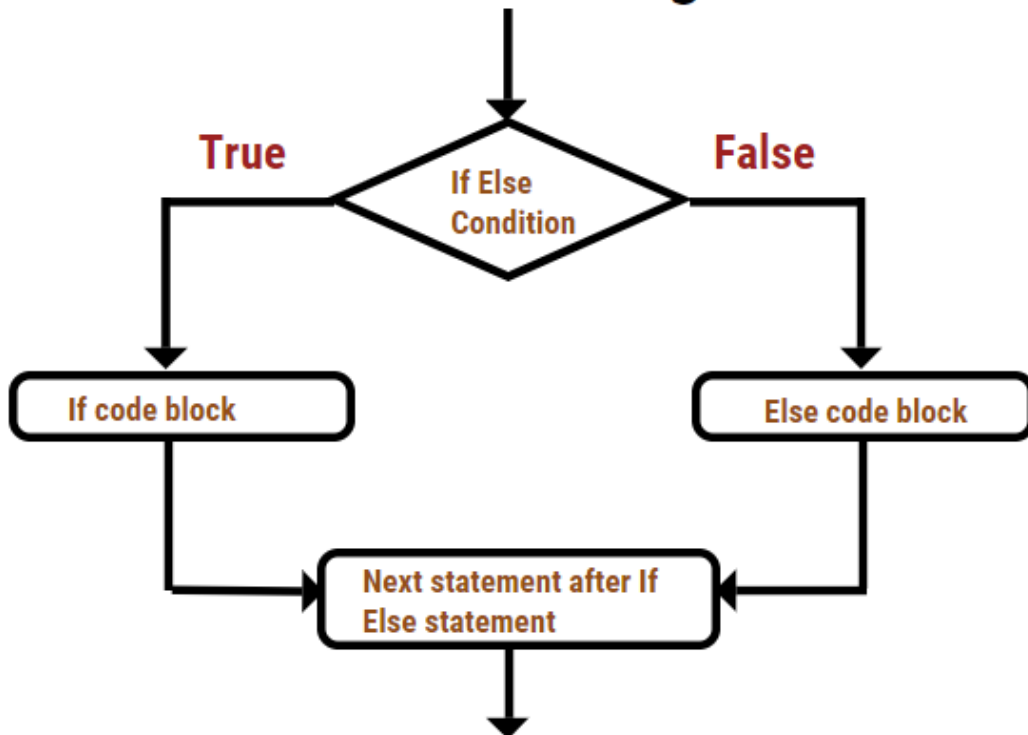 True
False
If Else
Condition
If code block
Else code block
Next statement after If
Else statement